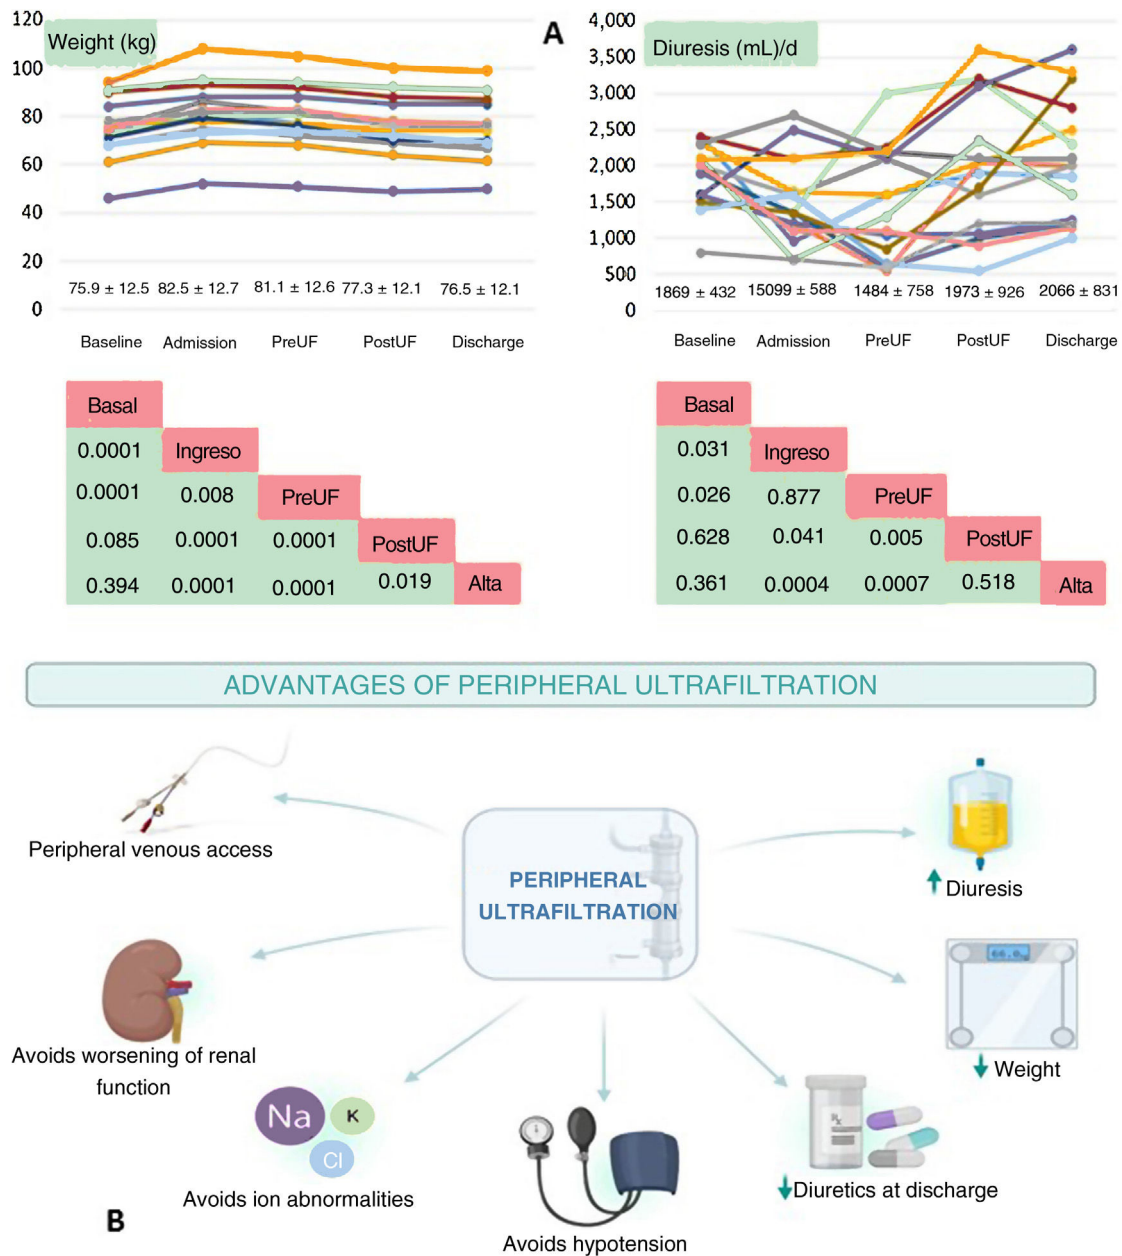 A
Weight (kg)
120
100
80
60
40
20
0
75.9 ± 12.5 82.5 ± 12.7 81.1 ± 12.6 77.3 ± 12.1 76.5 ± 12.1
Baseline Admission PreUF PostUF Discharge
Diuresis (mL)/d
4,000
3,500
3,000
2,500
2,000
1,500
1,000
500
0
1869 ± 432 15099 ± 588 1484 ± 758 1973 ± 926 2066 ± 831
Baseline Admission PreUF PostUF Discharge
Basal
0.0001 Ingreso
0.0001 0.008 PreUF
0.085 0.0001 0.0001 PostUF
0.394 0.0001 0.0001 0.019 Alta
Basal
0.031 Ingreso
0.026 0.877 PreUF
0.628 0.041 0.005 PostUF
0.361 0.0004 0.0007 0.518 Alta
ADVANTAGES OF PERIPHERAL ULTRAFILTRATION
Peripheral venous access
PERIPHERAL
ULTRAFILTRATION
Diuresis
Avoids worsening of renal
function
Weight
Na
K
Cl
Avoids ion abnormalities
Avoids hypotension
Diuretics at discharge
B